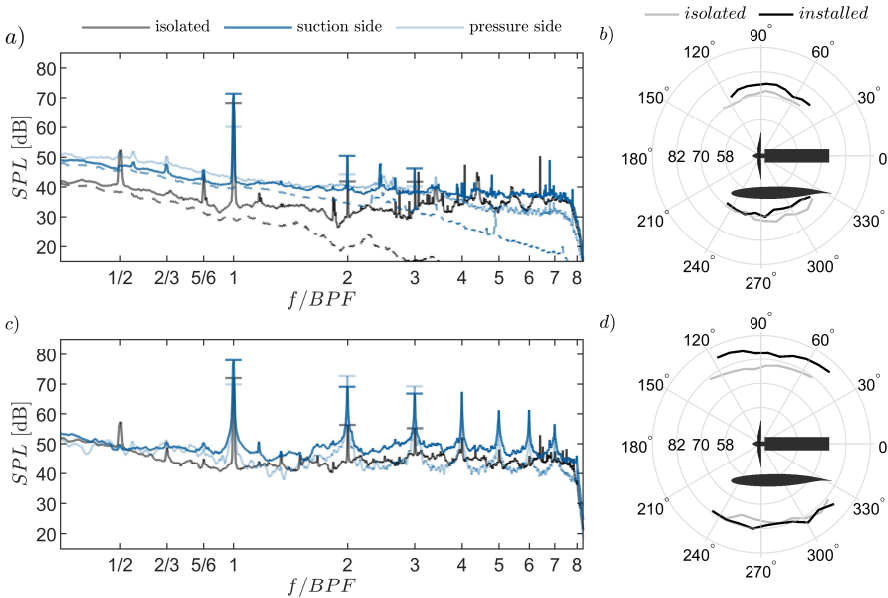 isolated suction side pressure side
isolated installed
a)
80
70
60
50
40
30
20
SPL [dB]
1/2 2/3 5/6 1 2 3 4 5 6 7 8
f/BPF
b)
90°
120° 60°
150° 30°
180° 82 70 58 0
210° 330°
240° 300°
270°
c)
80
70
60
50
40
30
20
SPL [dB]
1/2 2/3 5/6 1 2 3 4 5 6 7 8
f/BPF
d)
90°
120° 60°
150° 30°
180° 82 70 58 0
210° 330°
240° 300°
270°